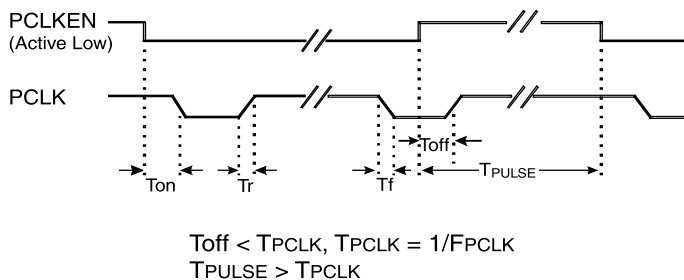 PCLKEN
(Active Low)
PCLK
Toff
Ton
Tr
Tf
TPULSE
Toff < TPCLK, TPCLK = 1/FPCLK
TPULSE > TPCLK